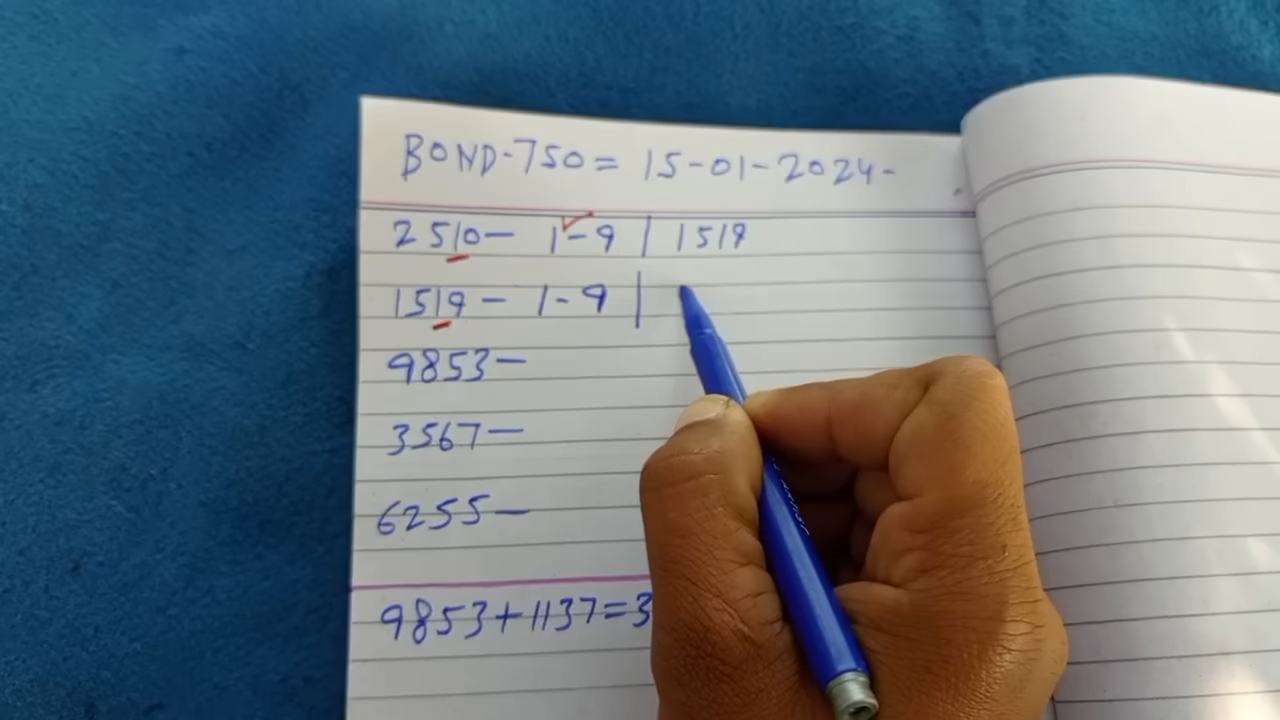 BOND-750= 15-01-2024-
2510- 1-9 | 1519
1519- 1-9 |
9853-
3567-
6255-
9853+1137=3